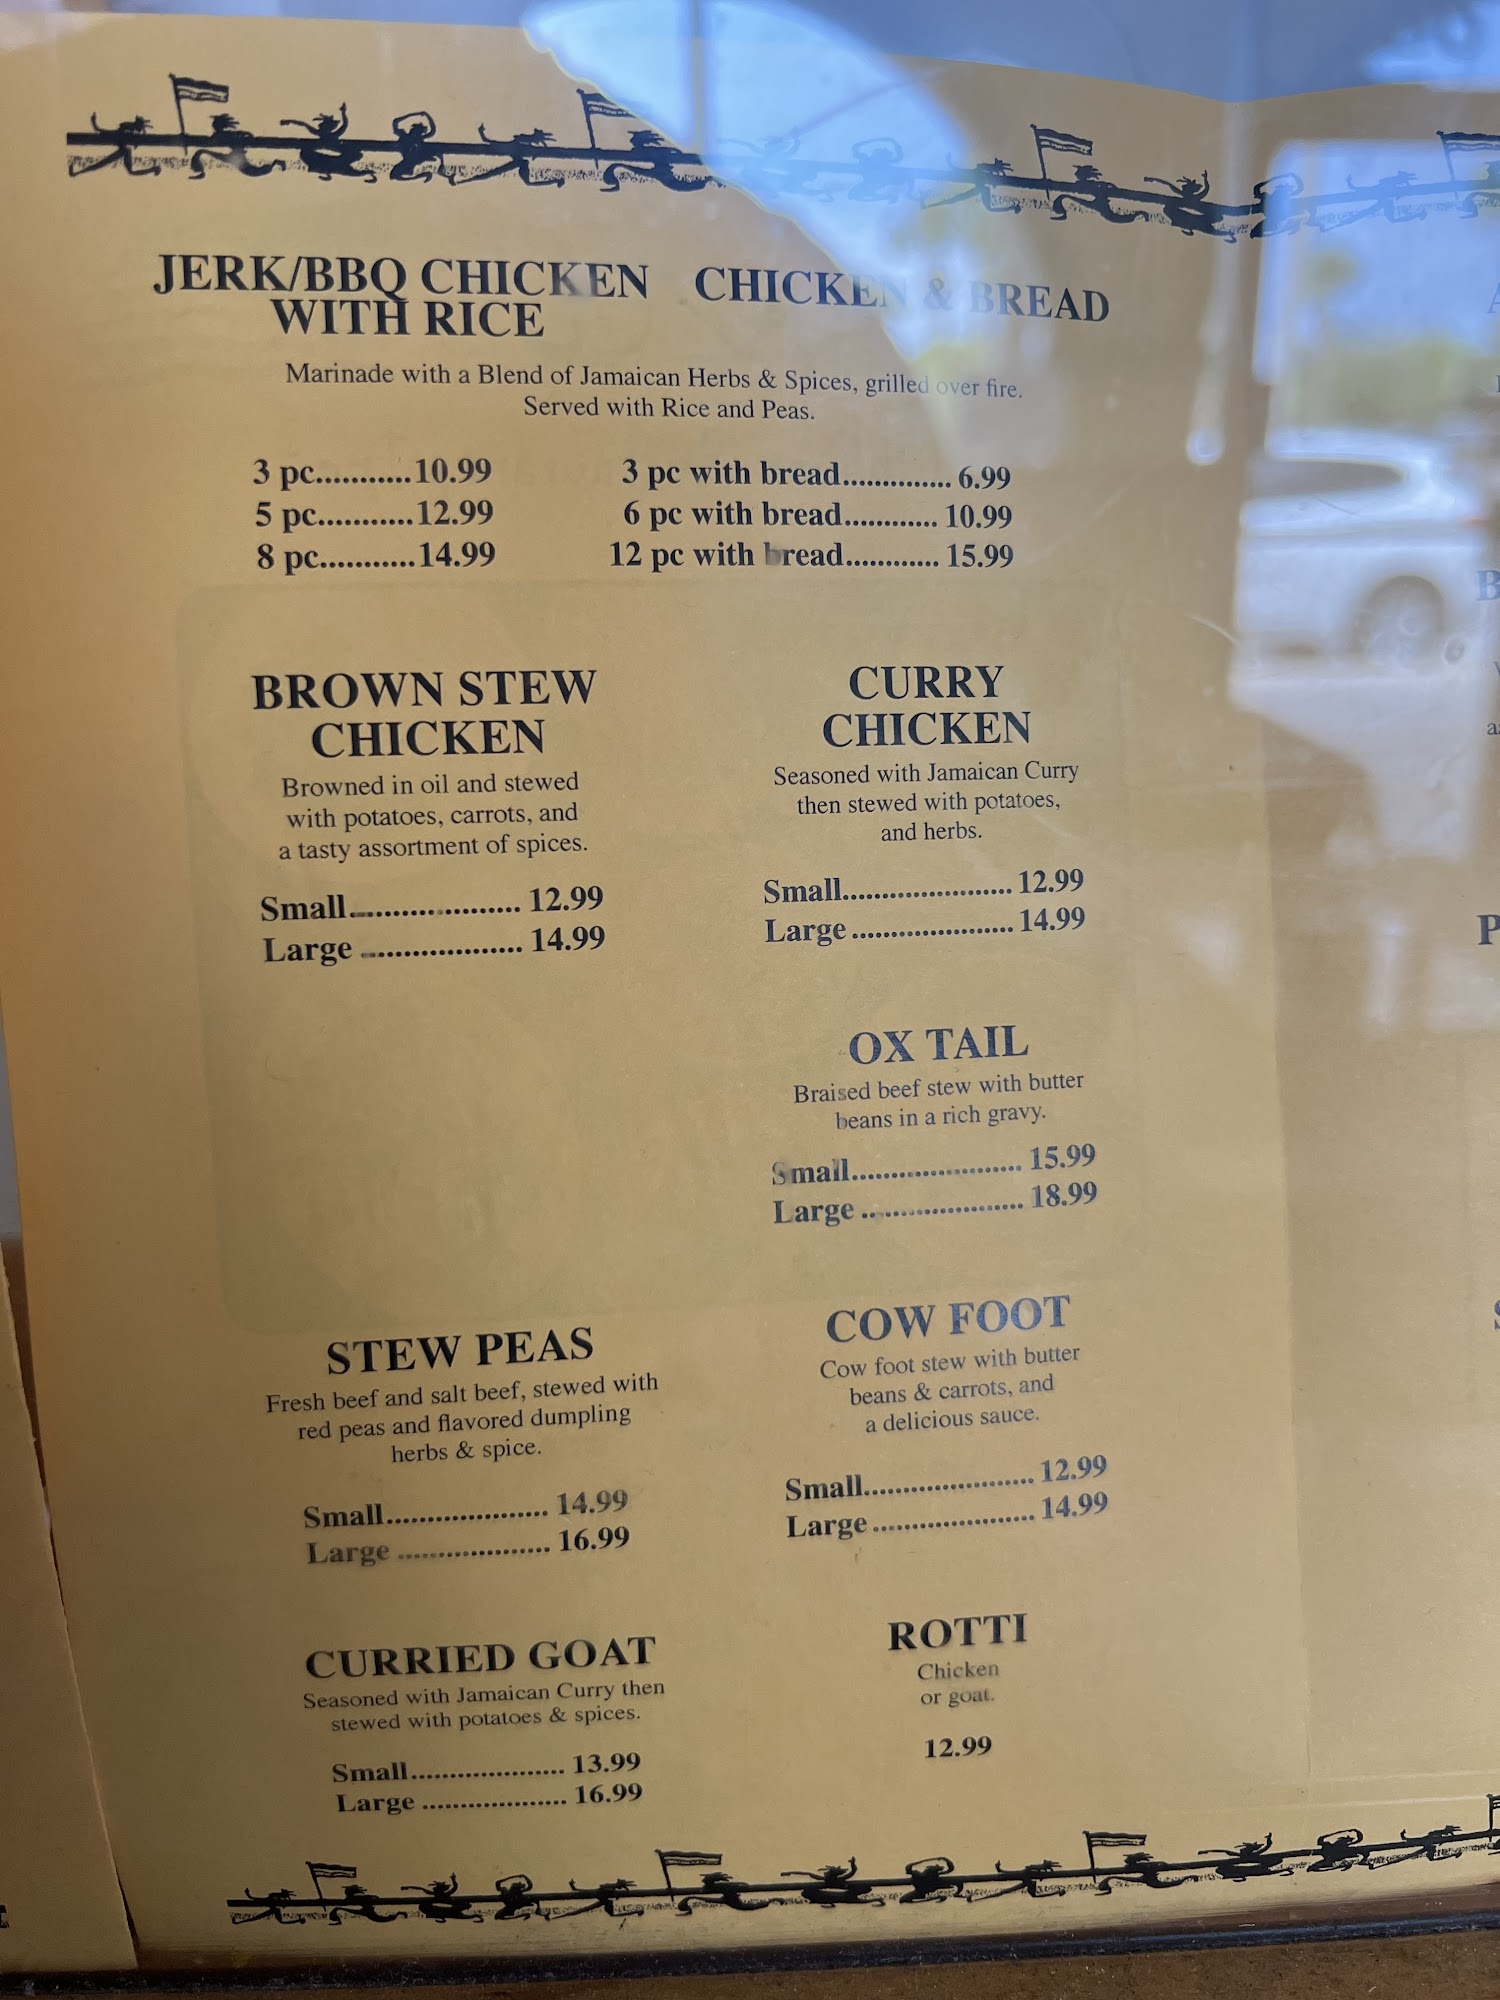 JERK/BBQ CHICKEN
WITH RICE
CHICKEN & BREAD
Marinade with a Blend of Jamaican Herbs & Spices, grilled over fire.
Served with Rice and Peas.
3 pc...........10.99
5 pc...........12.99
8 pc...........14.99
3 pc with bread.............. 6.99
6 pc with bread............ 10.99
12 pc with bread............ 15.99
BROWN STEW
CHICKEN
Browned in oil and stewed
with potatoes, carrots, and
a tasty assortment of spices.
Small...................... 12.99
Large ..................... 14.99
CURRY
CHICKEN
Seasoned with Jamaican Curry
then stewed with potatoes,
and herbs.
Small...................... 12.99
Large ..................... 14.99
OX TAIL
Braised beef stew with butter
beans in a rich gravy.
Small...................... 15.99
Large ..................... 18.99
STEW PEAS
Fresh beef and salt beef, stewed with
red peas and flavored dumpling
herbs & spice.
Small..................... 14.99
Large .................... 16.99
COW FOOT
Cow foot stew with butter
beans & carrots, and
a delicious sauce.
Small...................... 12.99
Large ..................... 14.99
CURRIED GOAT
Seasoned with Jamaican Curry then
stewed with potatoes & spices.
Small.................... 13.99
Large ................... 16.99
ROTTI
Chicken
or goat.
12.99